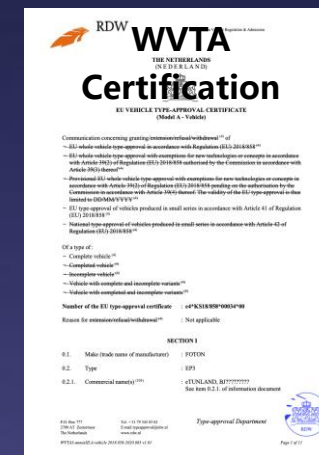 RDW
WVTA
Certification
THE NETHERLANDS
(NEDERLAND)
EU VEHICLE TYPE-APPROVAL CERTIFICATE
(Model A - Vehicle)
Communication concerning granting/extension/refusal/withdrawal of
– EU whole vehicle type-approval in accordance with Regulation (EU) 2018/858
– EU whole vehicle type-approval with exemptions for new technologies or concepts in accordance
with Article 39(2) of Regulation (EU) 2018/858 authorised by the Commission in accordance with
Article 39(3) thereof
– Provisional EU whole vehicle type-approval with exemptions for new technologies or concepts in
accordance with Article 39(2) of Regulation (EU) 2018/858 pending on the authorisation by the
Commission in accordance with Article 39(4) thereof. The validity of the EU type-approval is thus
limited to DD/MM/YYYY
– EU type-approval of vehicles produced in small series in accordance with Article 41 of Regulation
(EU) 2018/858
– National type-approval of vehicles produced in small series in accordance with Article 42 of
Regulation (EU) 2018/858
Of a type of:
– Complete vehicle
– Completed vehicle
– Incomplete vehicle
– Vehicle with complete and incomplete variants
– Vehicle with completed and incomplete variants
Number of the EU type-approval certificate : e4*KS18/858*00034*00
Reason for extension/refusal/withdrawal : Not applicable
SECTION I
0.1. Make (trade name of manufacturer) : FOTON
0.2. Type : EP3
0.2.1. Commercial name(s) : eTUNLAND, BJ????????
See item 0.2.1. of information document
The Netherlands
Type-approval Department
RDW